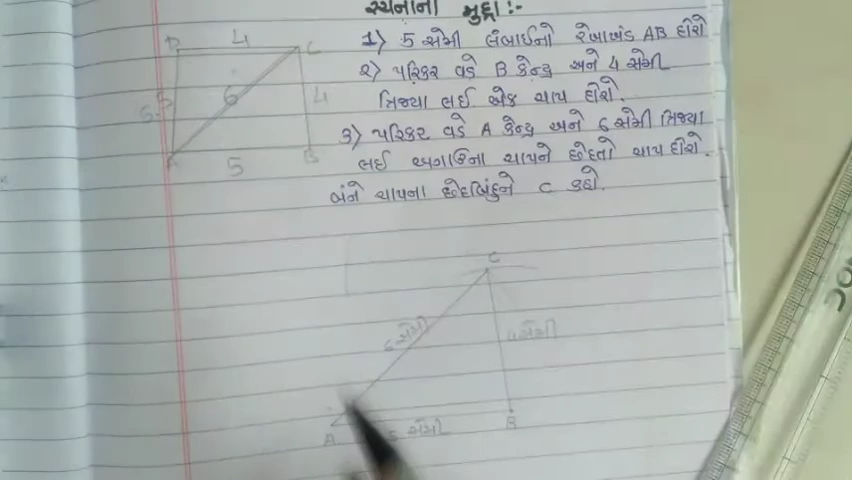 રચનાના મુદ્દા :-
1) 5 સેમી લંબાઈનો રેખાખંડ AB દોરો
2) પરિકર વડે B કેન્દ્ર અને 4 સેમી
ત્રિજ્યા લઈ એક ચાપ દોરો.
3) પરિકર વડે A કેન્દ્ર અને 6 સેમી ત્રિજ્યા
લઈ અગાઉના ચાપને છેદતો ચાપ દોરો.
બંને ચાપના છેદબિંદુને C કહો.
D 4 C
6 4
5 B
C
6 સેમી 4 સેમી
A 5 સેમી B